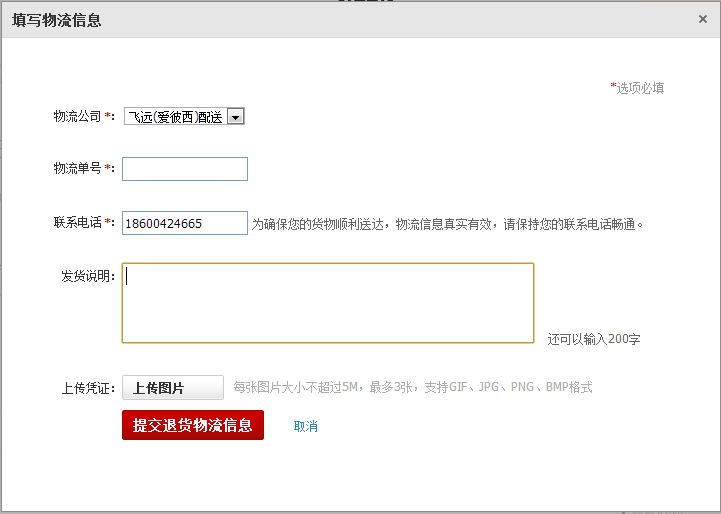 填写物流信息 ×
*选项必填
物流公司*: 飞远(爱彼西)配送
物流单号*:
联系电话*: 18600424665 为确保您的货物顺利送达，物流信息真实有效，请保持您的联系电话畅通。
发货说明:
还可以输入200字
上传凭证: 上传图片 每张图片大小不超过5M，最多3张，支持GIF、JPG、PNG、BMP格式
提交退货物流信息 取消